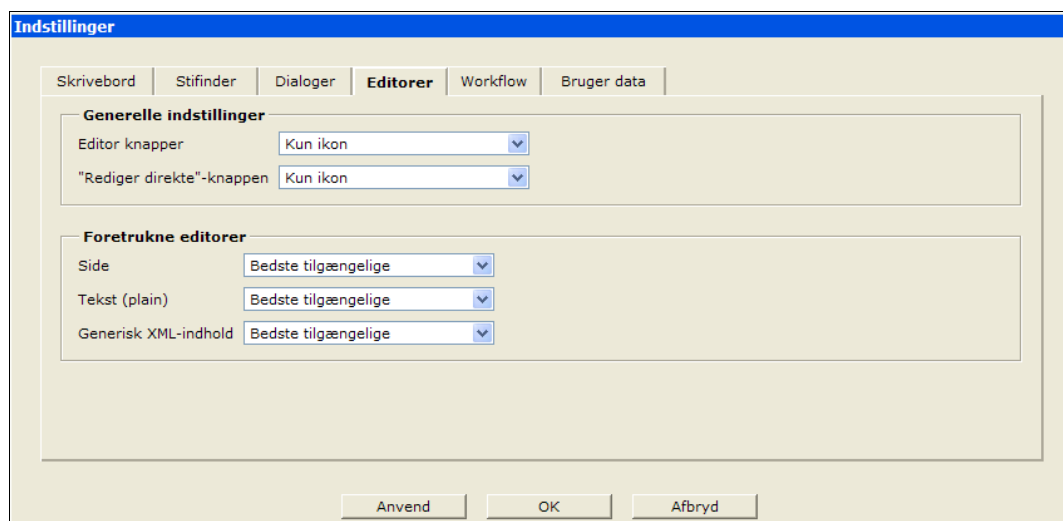 Indstillinger
Skrivebord Stifinder Dialoger Editorer Workflow Bruger data
Generelle indstillinger
Editor knapper Kun ikon
"Rediger direkte"-knappen Kun ikon
Foretrukne editorer
Side Bedste tilgængelige
Tekst (plain) Bedste tilgængelige
Generisk XML-indhold Bedste tilgængelige
Anvend OK Afbryd